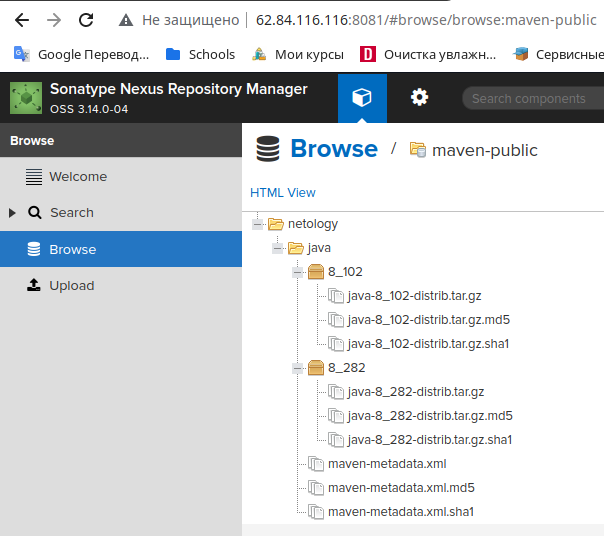 Не защищено | 62.84.116.116:8081/#browse/browse:maven-public
Google Перевод... Schools Мои курсы Очистка увлажн... Сервисные
Sonatype Nexus Repository Manager
OSS 3.14.0-04
Search components
Browse
Browse / maven-public
Welcome
HTML View
Search
Browse
Upload
netology
java
8_102
java-8_102-distrib.tar.gz
java-8_102-distrib.tar.gz.md5
java-8_102-distrib.tar.gz.sha1
8_282
java-8_282-distrib.tar.gz
java-8_282-distrib.tar.gz.md5
java-8_282-distrib.tar.gz.sha1
maven-metadata.xml
maven-metadata.xml.md5
maven-metadata.xml.sha1